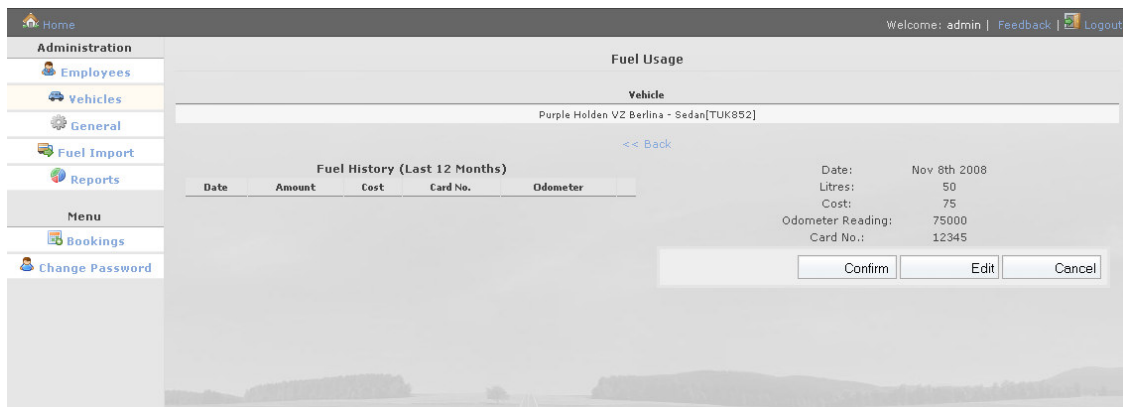 Home
Welcome: admin | Feedback | Logout
Administration
Employees
Vehicles
General
Fuel Import
Reports
Menu
Bookings
Change Password
Fuel Usage
Vehicle
Purple Holden VZ Berlina - Sedan[TUK852]
<< Back
Fuel History (Last 12 Months)
Date Amount Cost Card No. Odometer
Date: Nov 8th 2008
Litres: 50
Cost: 75
Odometer Reading: 75000
Card No.: 12345
Confirm Edit Cancel